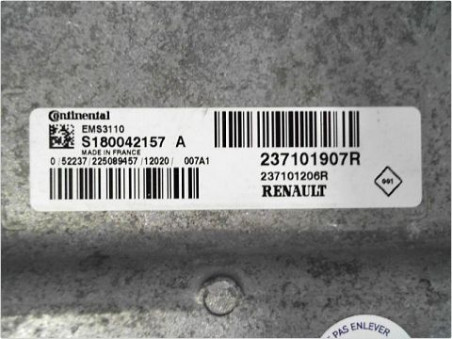 Continental
EMS3110
S180042157 A
MADE IN FRANCE
0/52237/225089457/12020/ 007A1
237101907R
237101206R
RENAULT
001
PAS ENLEVER